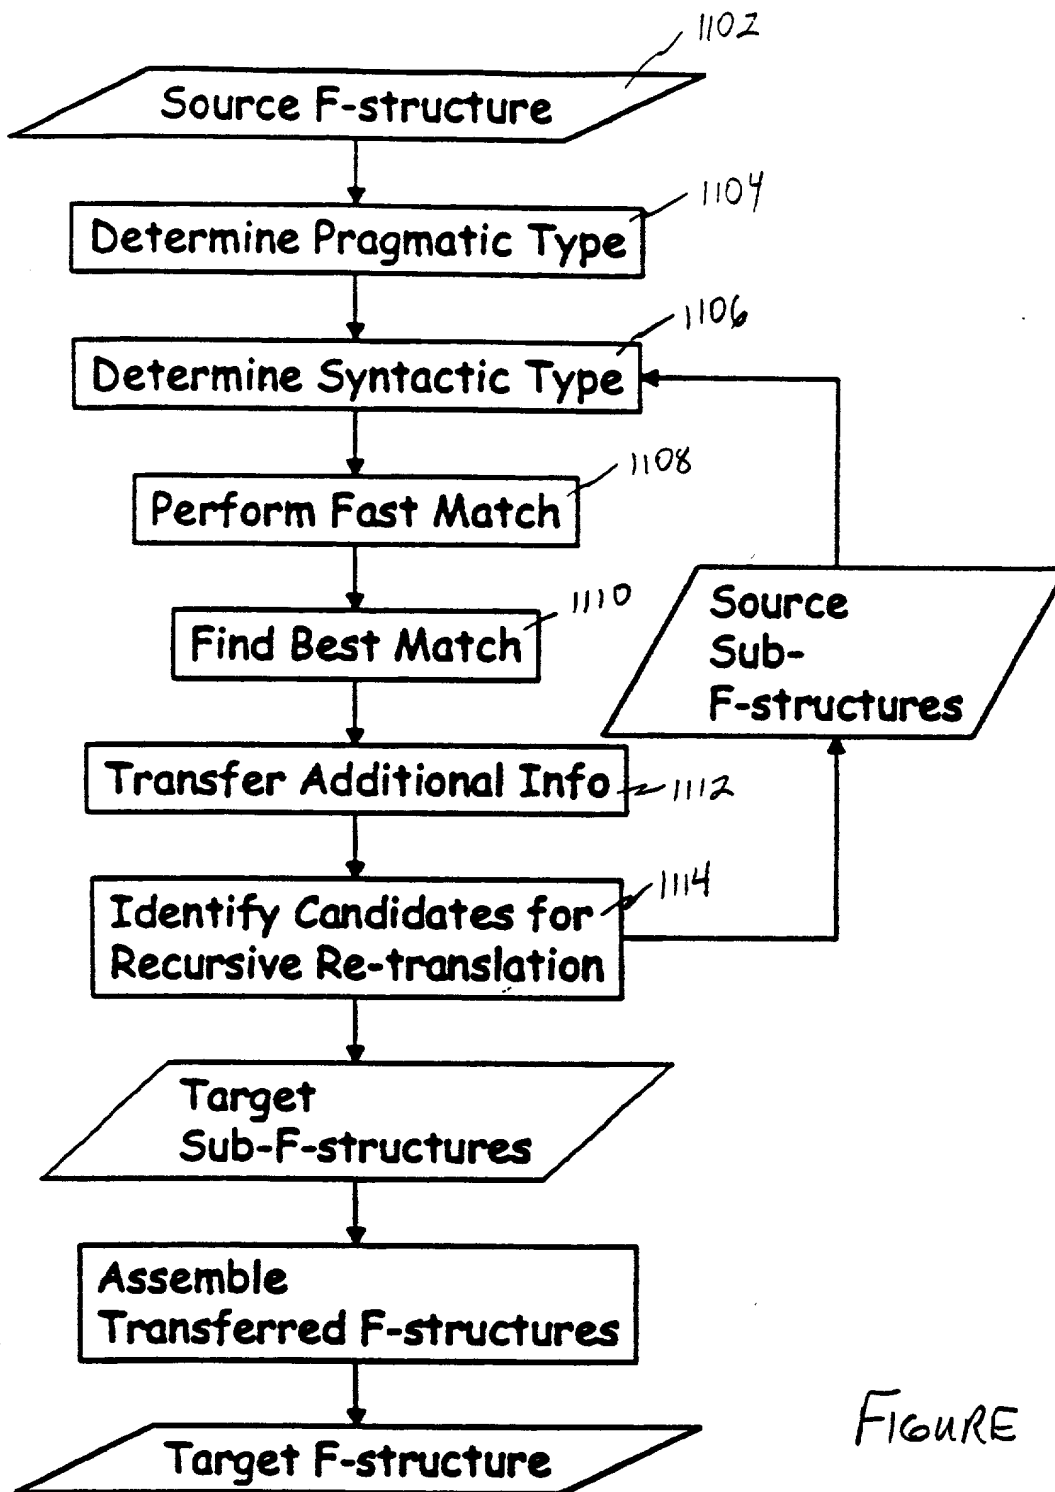 1102
Source F-structure
1104
Determine Pragmatic Type
1106
Determine Syntactic Type
1108
Perform Fast Match
1110
Find Best Match
Source
Sub-
F-structures
Transfer Additional Info
1112
1114
Identify Candidates for
Recursive Re-translation
Target
Sub-F-structures
Assemble
Transferred F-structures
Target F-structure
FIGURE